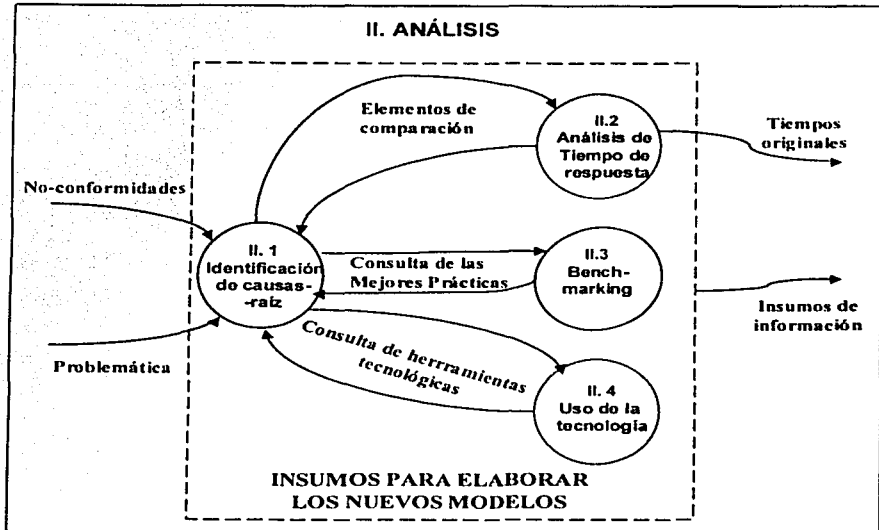 II. ANÁLISIS
Elementos de
comparación
II.2
Análisis de
Tiempo de
respuesta
Tiempos
originales
No-conformidades
II. 1
Identificación
de causas-
-raíz
Consulta de las
Mejores Prácticas
II.3
Bench-
marking
Insumos de
información
Problemática
Consulta de herrramientas
tecnológicas
II. 4
Uso de la
tecnología
INSUMOS PARA ELABORAR
LOS NUEVOS MODELOS